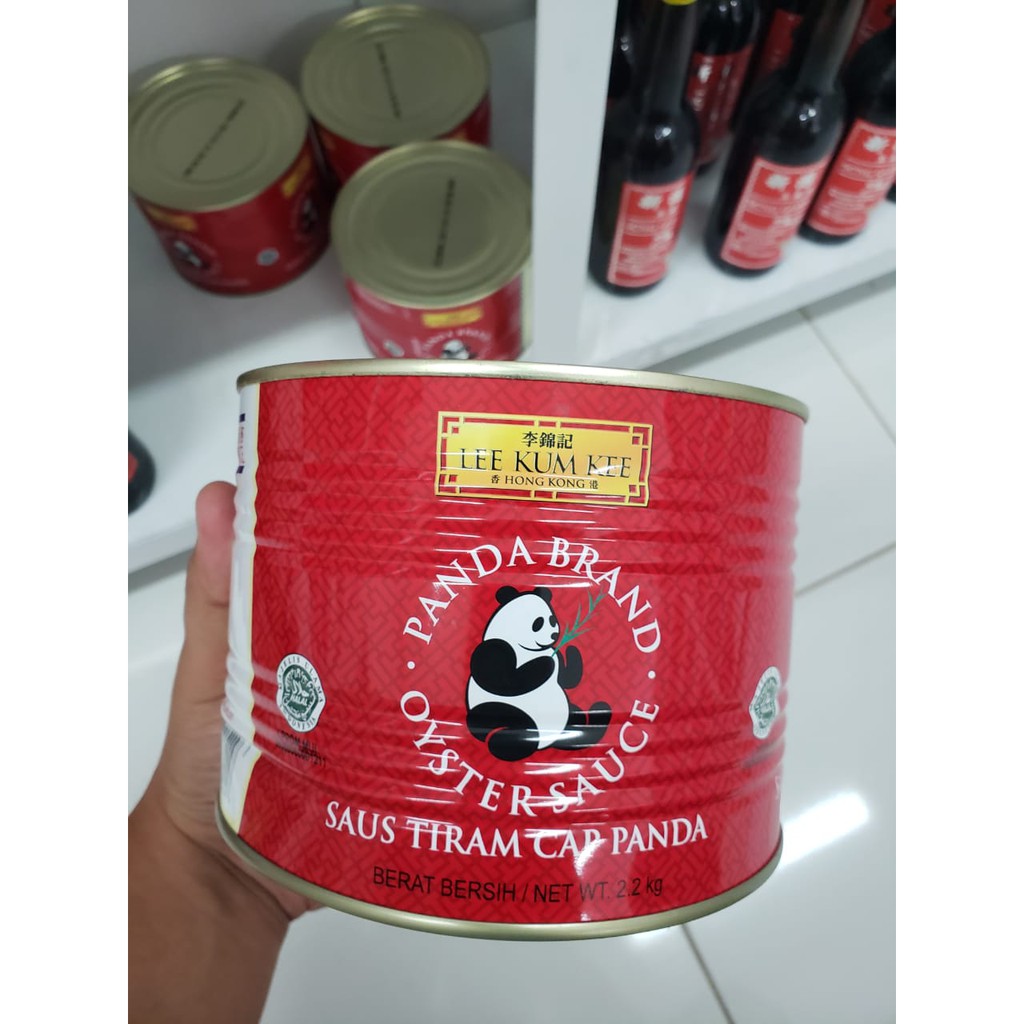 李錦記
LEE KUM KEE
香 HONG KONG 港
· PANDA BRAND ·
OYSTER SAUCE
SAUS TIRAM CAP PANDA
BERAT BERSIH / NET WT. 2.2 kg
HALAL